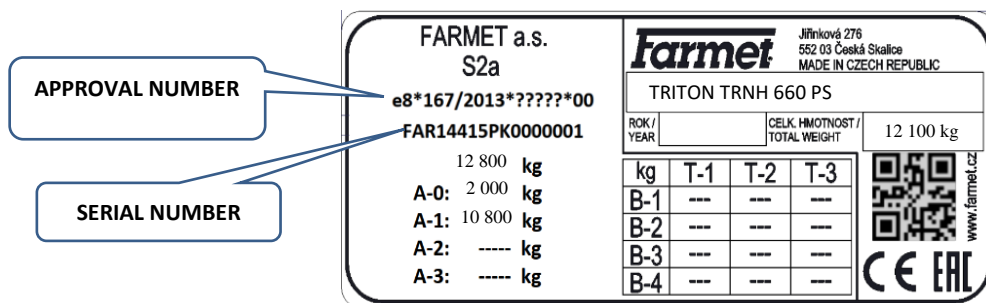 APPROVAL NUMBER
SERIAL NUMBER
FARMET a.s.
S2a
e8*167/2013*?????*00
FAR14415PK0000001
12 800 kg
A-0: 2 000 kg
A-1: 10 800 kg
A-2: ----- kg
A-3: ----- kg
Farmet
Jiřinková 276
552 03 Česká Skalice
MADE IN CZECH REPUBLIC
TRITON TRNH 660 PS
ROK / YEAR
CELK. HMOTNOST / TOTAL WEIGHT 12 100 kg
kg T-1 T-2 T-3
B-1 --- --- ---
B-2 --- --- ---
B-3 --- --- ---
B-4 --- --- ---
www.farmet.cz
CE EAC